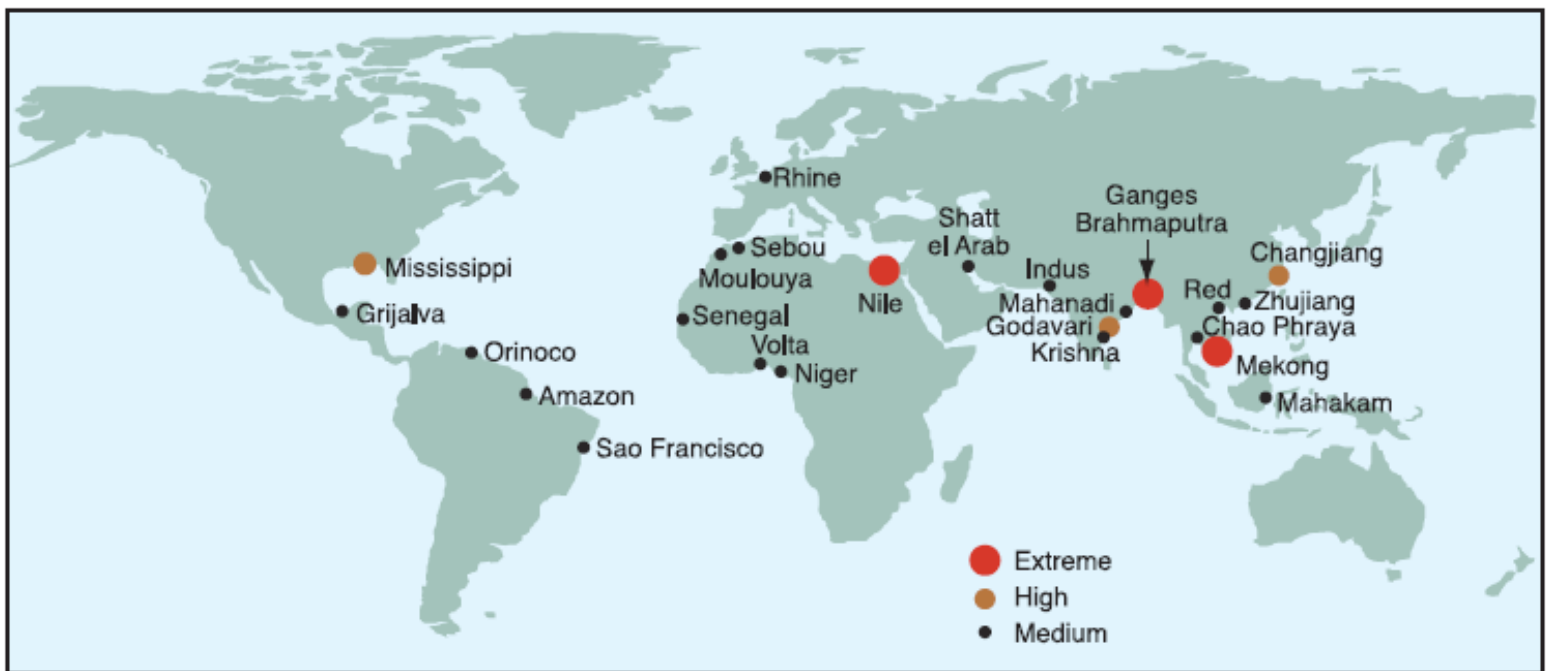 Rhine
Ganges
Brahmaputra
Shatt
el Arab
Sebou
Moulouya
Mississippi
Nile
Indus
Changjiang
Grijalva
Senegal
Mahanadi
Red
Zhujiang
Godavari
Chao Phraya
Volta
Krishna
Orinoco
Niger
Mekong
Amazon
Mahakam
Sao Francisco
Extreme
High
Medium